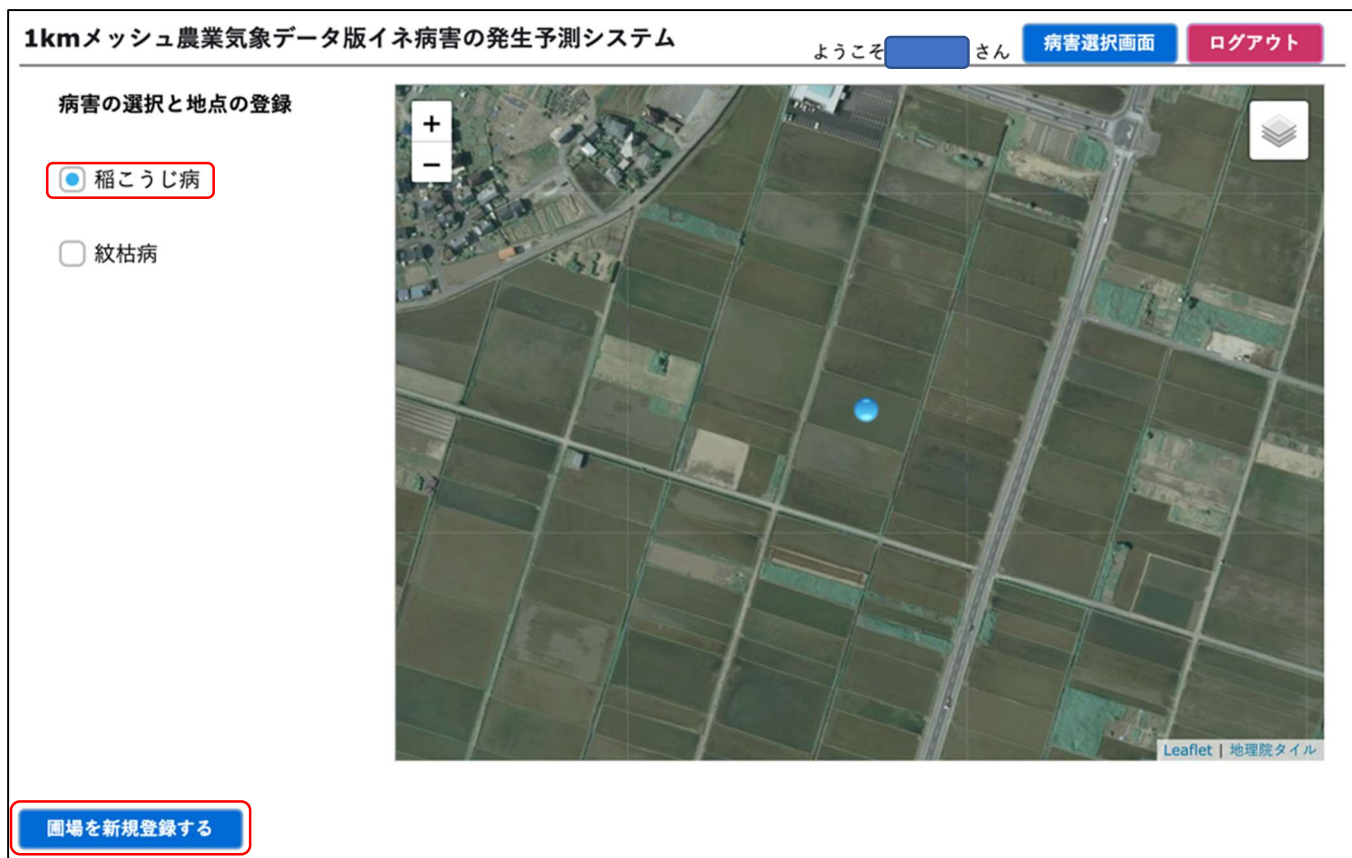 1kmメッシュ農業気象データ版イネ病害の発生予測システム
ようこそ さん
病害選択画面
ログアウト
病害の選択と地点の登録
稲こうじ病
紋枯病
+
−
Leaflet | 地理院タイル
圃場を新規登録する